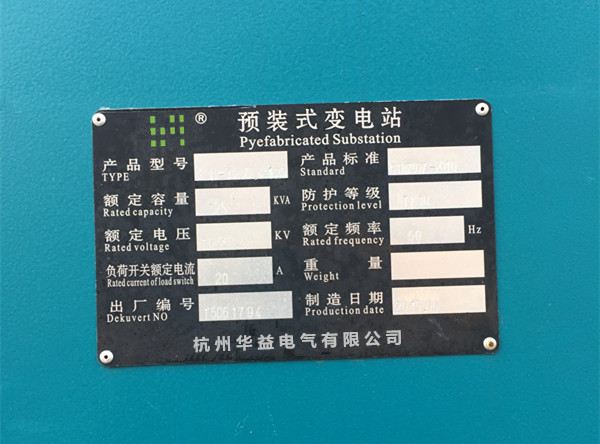 ® 预装式变电站
Pyefabricated Substation
产品型号 产品标准
TYPE Standard
额定容量 KVA 防护等级
Rated capacity Protection level
额定电压 KV 额定频率 50 Hz
Rated voltage Rated frequency
负荷开关额定电流 20 A 重量
Rated current of load switch Weight
出厂编号 制造日期
Dekuvert NO Production date
杭州华益电气有限公司